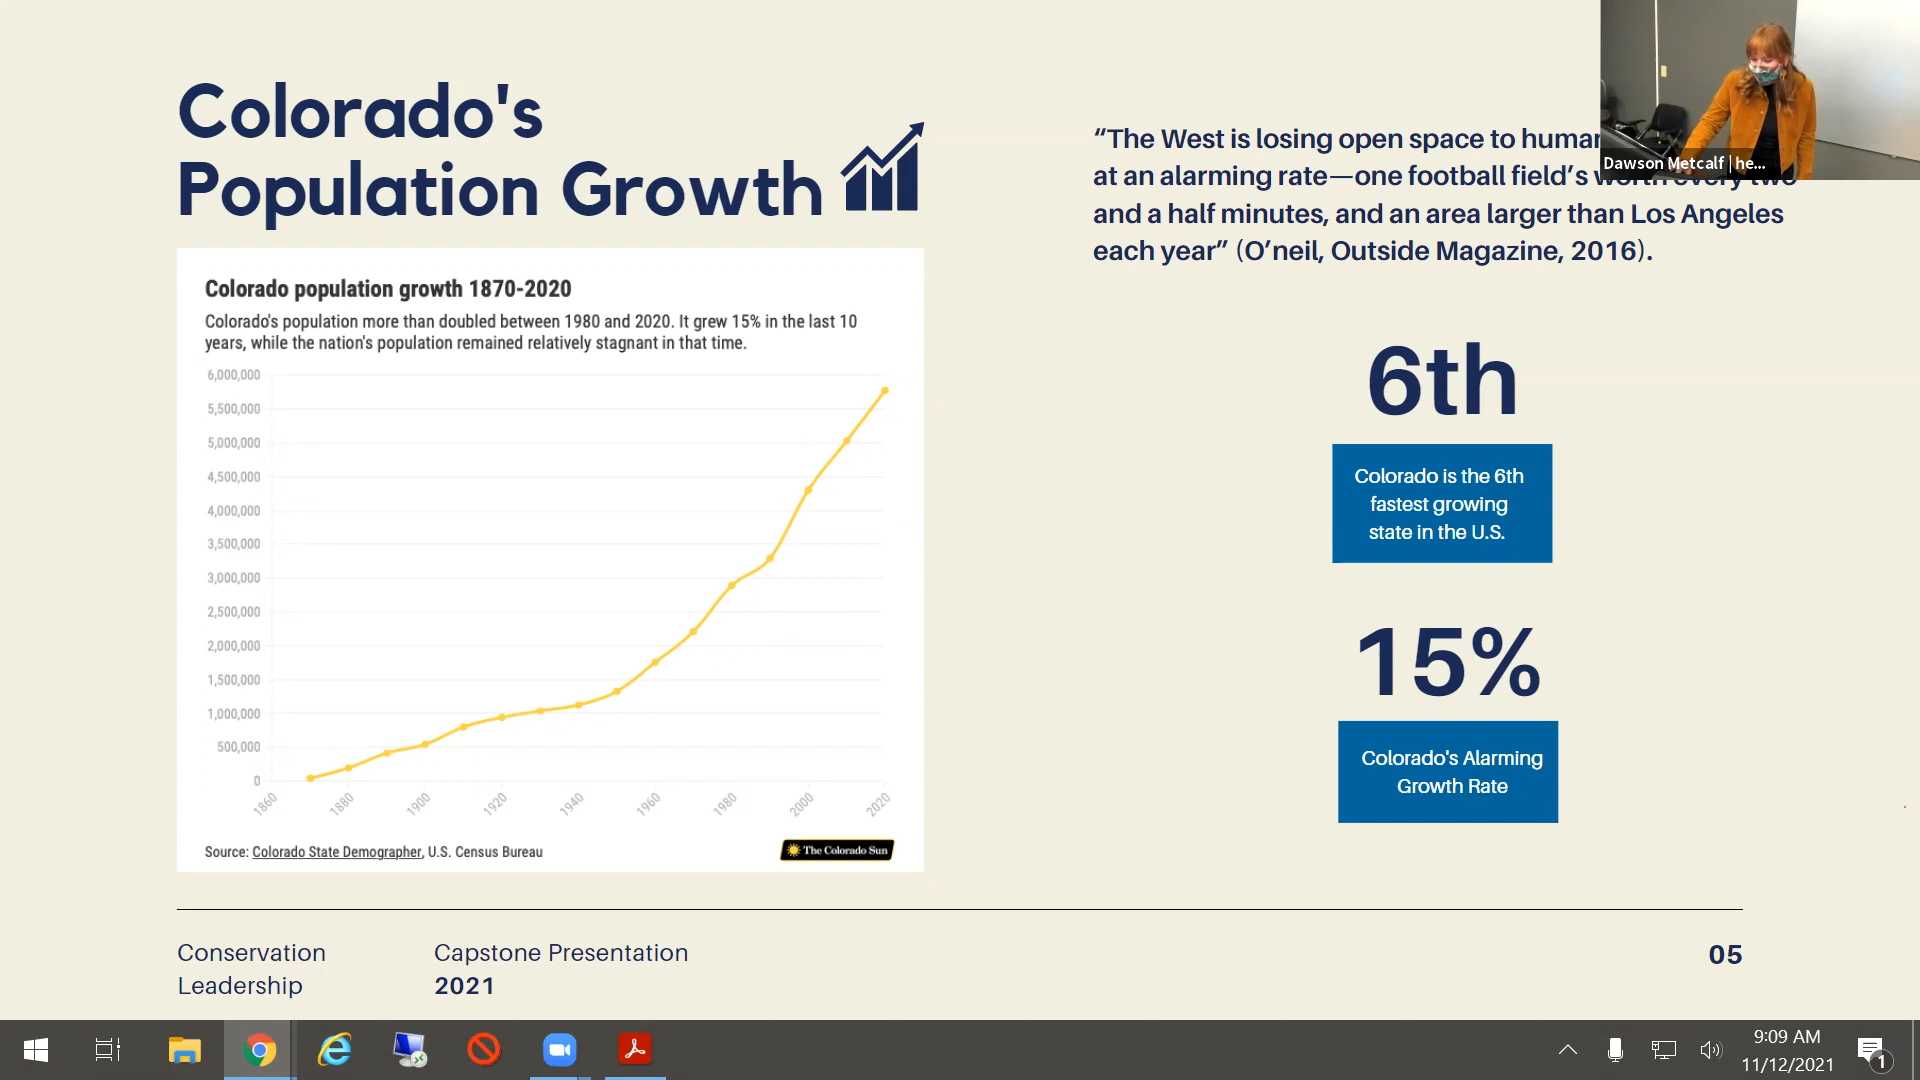 Colorado's
Population Growth
“The West is losing open space to human
at an alarming rate—one football field’s worth every two
and a half minutes, and an area larger than Los Angeles
each year” (O’neil, Outside Magazine, 2016).
Dawson Metcalf | he...
Colorado population growth 1870-2020
Colorado's population more than doubled between 1980 and 2020. It grew 15% in the last 10
years, while the nation's population remained relatively stagnant in that time.
6,000,000
5,500,000
5,000,000
4,500,000
4,000,000
3,500,000
3,000,000
2,500,000
2,000,000
1,500,000
1,000,000
500,000
0
1860
1880
1900
1920
1940
1960
1980
2000
2020
Source: Colorado State Demographer, U.S. Census Bureau
The Colorado Sun
6th
Colorado is the 6th
fastest growing
state in the U.S.
15%
Colorado's Alarming
Growth Rate
Conservation
Leadership
Capstone Presentation
2021
05
9:09 AM
11/12/2021
1